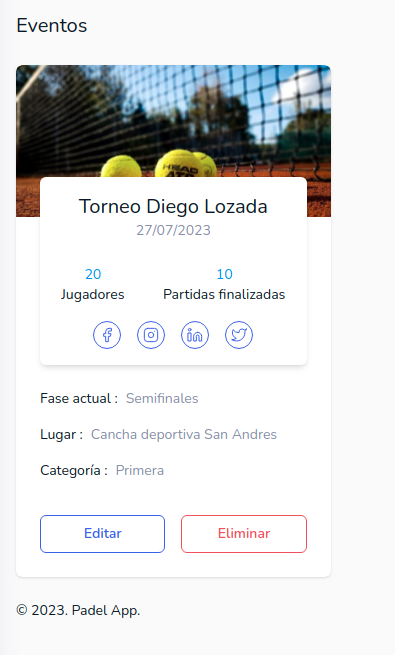 Eventos
HEAD
Torneo Diego Lozada
27/07/2023
20 10
Jugadores Partidas finalizadas
Fase actual : Semifinales
Lugar : Cancha deportiva San Andres
Categoría : Primera
Editar Eliminar
© 2023. Padel App.